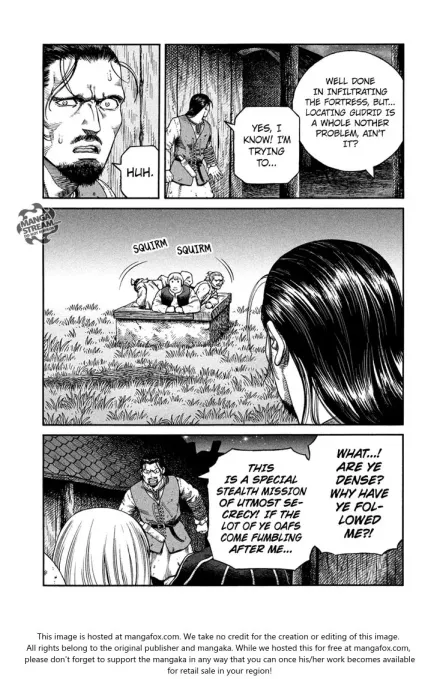 WELL DONE
IN INFILTRATING
THE FORTRESS, BUT...
LOCATING GUDRID IS
A WHOLE NOTHER
PROBLEM, AIN'T
IT?
YES, I
KNOW! I'M
TRYING
TO...
HUH.
MANGA
STREAM
SQUIRM
SQUIRM
WHAT...!
ARE YE
DENSE?
WHY HAVE
YE FOL-
LOWED
ME?!
THIS
IS A SPECIAL
STEALTH MISSION
OF UTMOST SE-
CRECY! IF THE
LOT OF YE OAFS
COME FUMBLING
AFTER ME...
This image is hosted at mangafox.com. We take no credit for the creation or editing of this image.
All rights belong to the original publisher and mangaka. While we hosted this for free at mangafox.com,
please don't forget to support the mangaka in any way that you can once his/her work becomes available
for retail sale in your region!